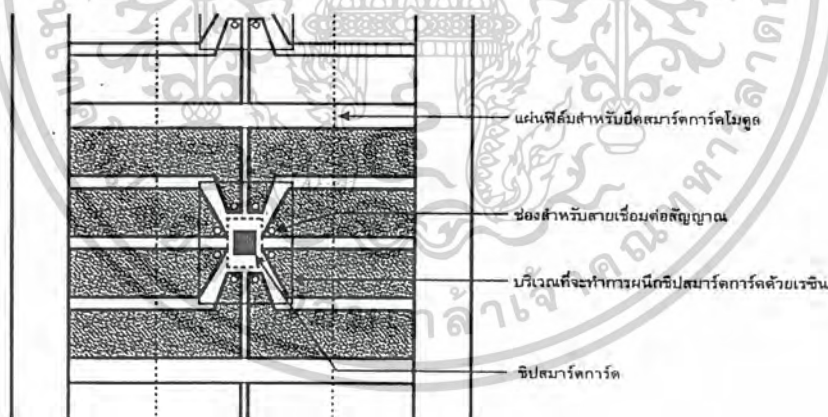 แผ่นฟิล์มสำหรับยึดสมาร์ตการ์ดโมดูล
ช่องสำหรับสายเชื่อมต่อสัญญาณ
บริเวณที่จะทำการผนึกชิปสมาร์ตการ์ดด้วยเรซิน
ชิปสมาร์ตการ์ด